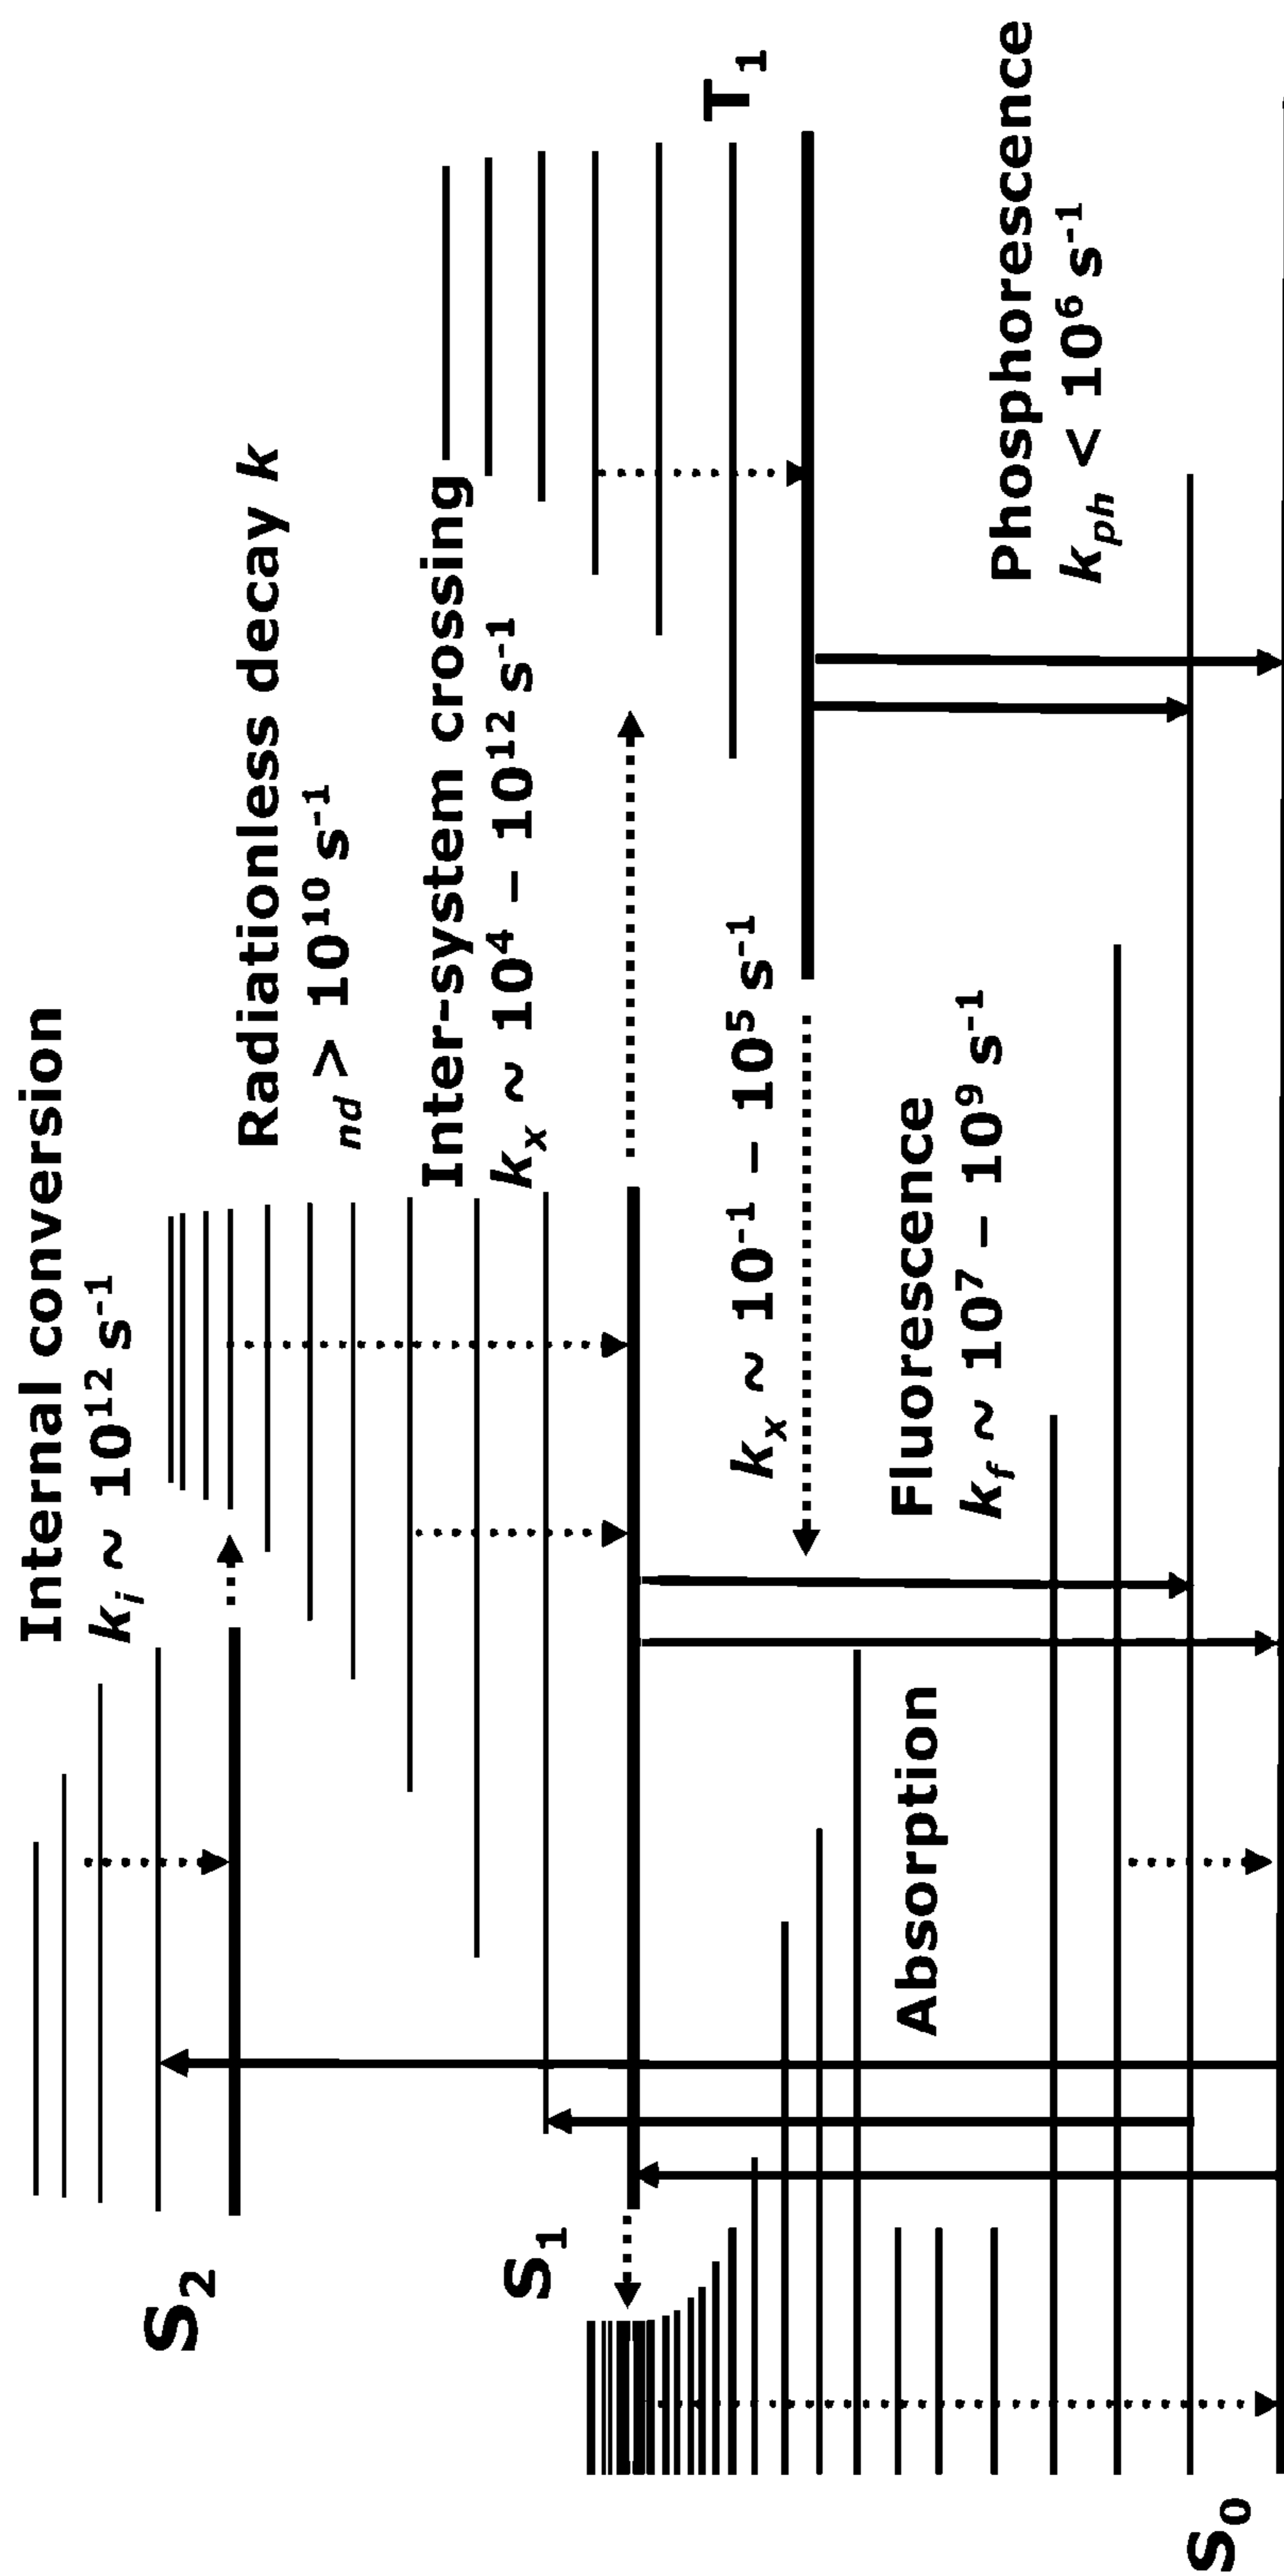 Internal conversion
kᵢ ~ 10¹² s⁻¹
S₂
Radiationless decay k
nd > 10¹⁰ s⁻¹
Inter-system crossing
kₓ ~ 10⁴ – 10¹² s⁻¹
S₁
T₁
kₓ ~ 10⁻¹ – 10⁵ s⁻¹
Absorption
Fluorescence
k_f ~ 10⁷ – 10⁹ s⁻¹
Phosphorescence
k_ph < 10⁶ s⁻¹
S₀